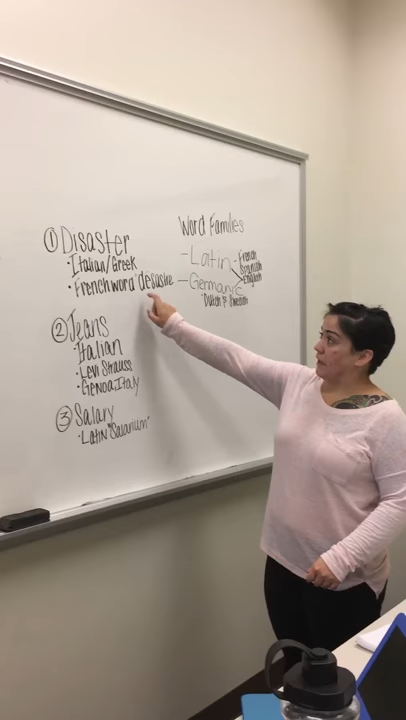 ① Disaster
• Italian/Greek
• French word "désastre
② Jeans
• Italian
• Levi Strauss
• Genoa, Italy
③ Salary
• Latin "Salarium"
Word Families
- Latin - French
Spanish
English
- Germanic
• Dutch & Swedish